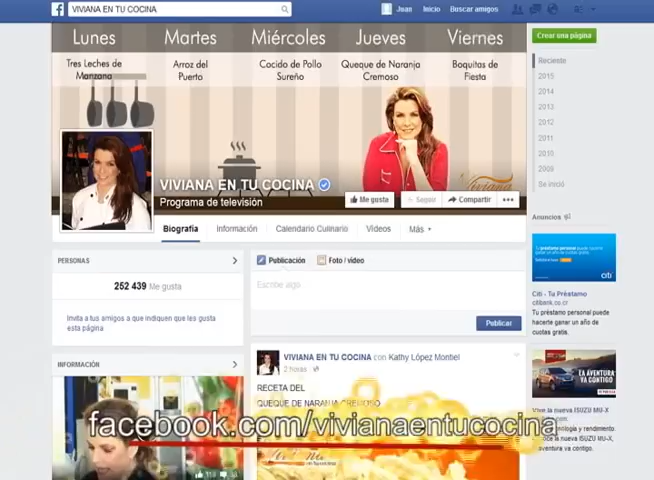 VIVIANA EN TU COCINA
Juan Inicio Buscar amigos
Lunes Martes Miércoles Jueves Viernes
Tres Leches de Manzana
Arroz del Puerto
Cocido de Pollo Sureño
Queque de Naranja Cremoso
Boquitas de Fiesta
Crear una página
Reciente
2015
2014
2013
2012
2011
2010
2009
Se inició
VIVIANA EN TU COCINA
Programa de televisión
Viviana
Me gusta Seguir Compartir
Biografía Información Calendario Culinario Vídeos Más
Anuncios
PERSONAS
252 439 Me gusta
Invita a tus amigos a que indiquen que les gusta
esta página
Publicación Foto / vídeo
Escribe algo
Publicar
citi
Citi - Tu Préstamo
citibank.co.cr
Tu préstamo personal puede
hacerte ganar un año de
cuotas gratis.
INFORMACIÓN
VIVIANA EN TU COCINA con Kathy López Montiel
2 horas
RECETA DEL
QUEQUE DE NARANJA CREMOSO
LA AVENTURA
VA CONTIGO
Vive la nueva ISUZU MU-X
la nueva ISUZU MU-X,
aventura va contigo.
facebook.com/vivianaentucocina